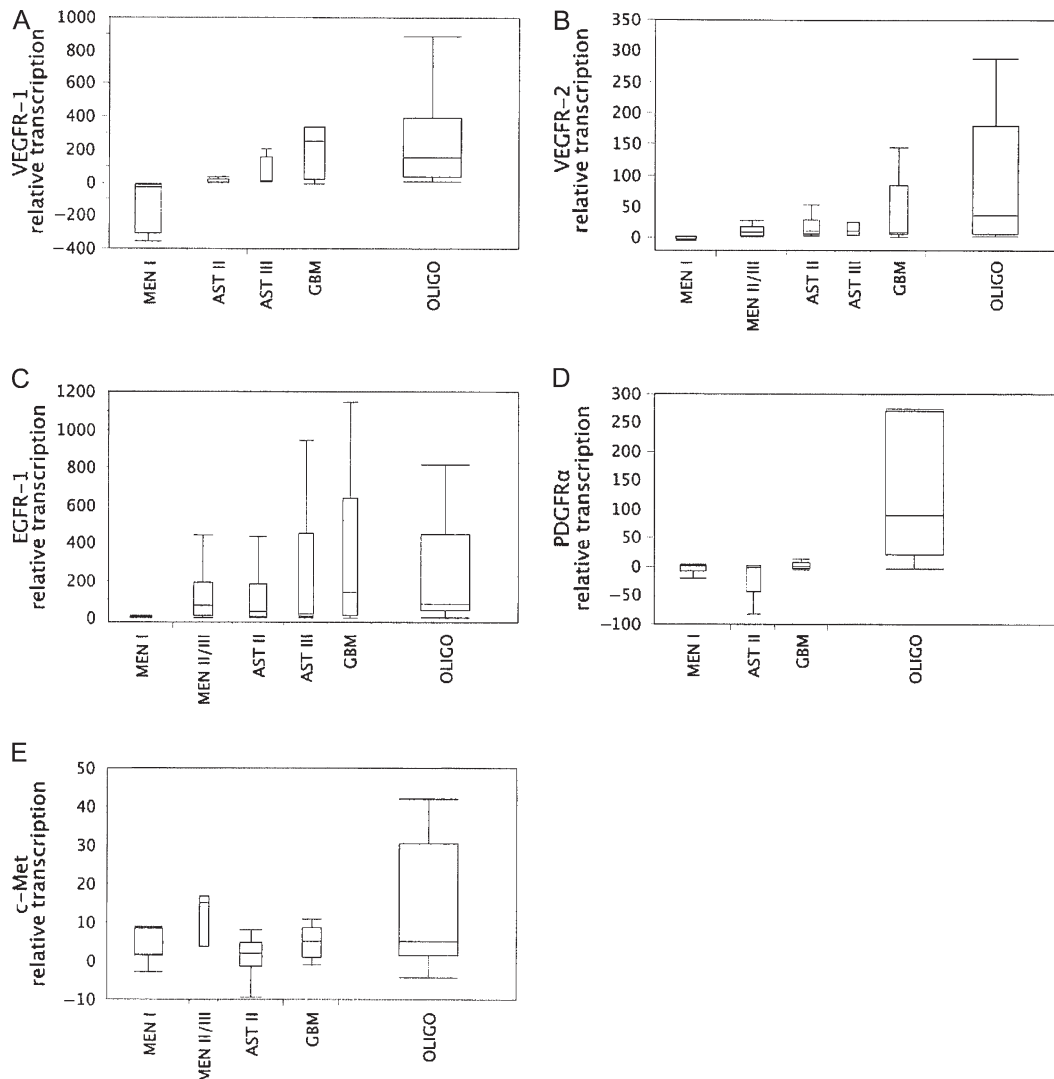 A
VEGFR-1
relative transcription
1000
800
600
400
200
0
−200
−400
MEN I
AST II
AST III
GBM
OLIGO
B
VEGFR-2
relative transcription
350
300
250
200
150
100
50
0
MEN I
MEN II/III
AST II
AST III
GBM
OLIGO
C
EGFR-1
relative transcription
1200
1000
800
600
400
200
0
MEN I
MEN II/III
AST II
AST III
GBM
OLIGO
D
PDGFRα
relative transcription
300
250
200
150
100
50
0
−50
−100
MEN I
AST II
GBM
OLIGO
E
c-Met
relative transcription
50
40
30
20
10
0
−10
MEN I
MEN II/III
AST II
GBM
OLIGO